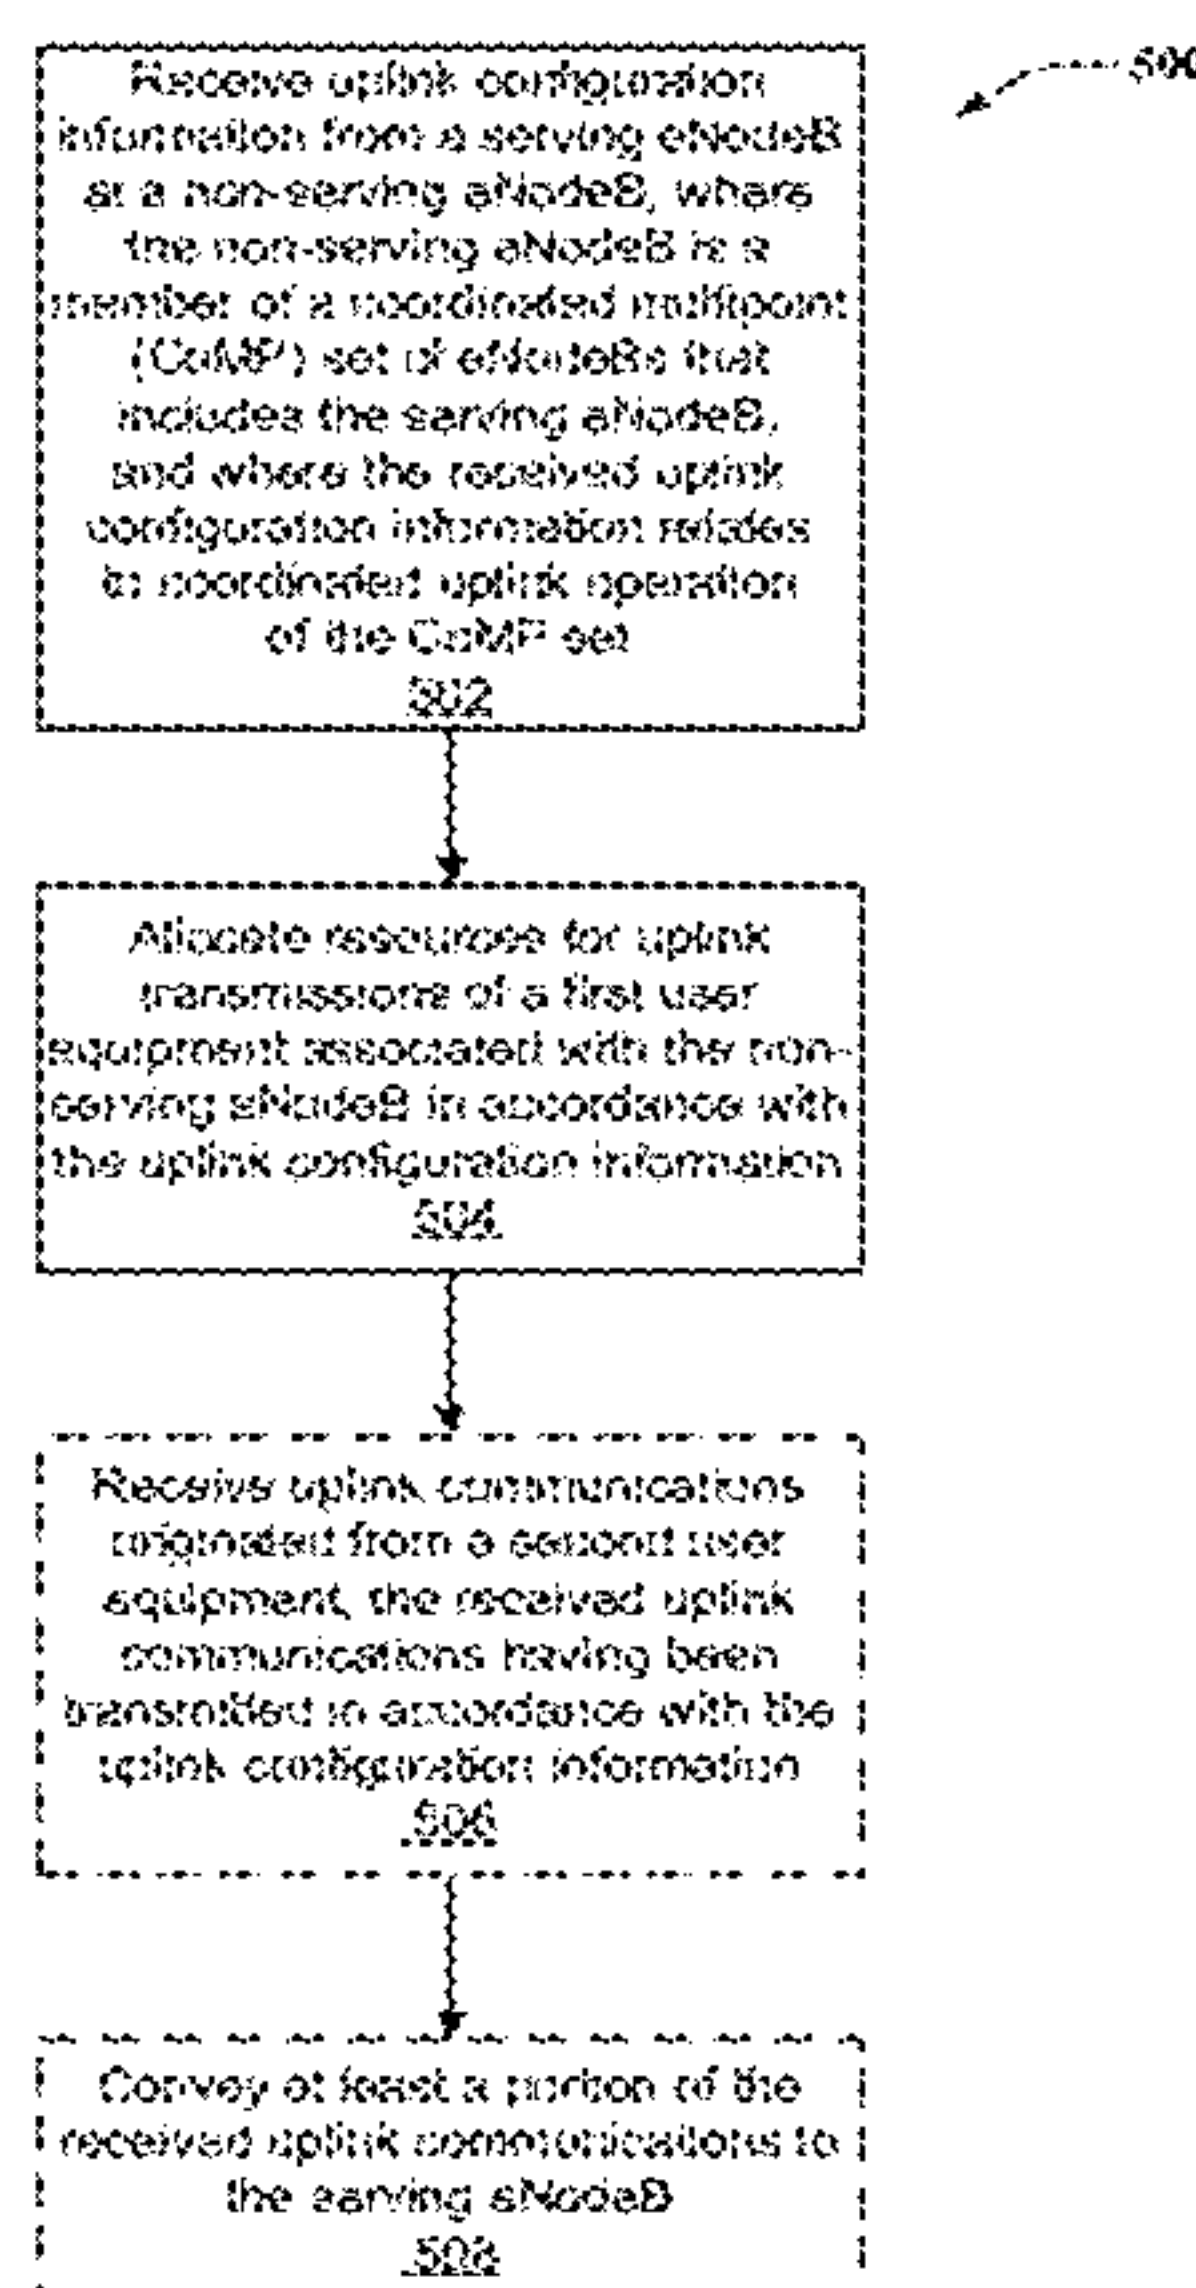 500
Receive uplink configuration
information from a serving eNodeB
at a non-serving eNodeB, where
the non-serving eNodeB is a
member of a coordinated multipoint
(CoMP) set of eNodeBs that
includes the serving eNodeB,
and where the received uplink
configuration information relates
to coordinated uplink operation
of the CoMP set
502
Allocate resources for uplink
transmissions of a first user
equipment associated with the non-
serving eNodeB in accordance with
the uplink configuration information
504
Receive uplink communications
originated from a second user
equipment, the received uplink
communications having been
transmitted in accordance with the
uplink configuration information
506
Convey at least a portion of the
received uplink communications to
the serving eNodeB
508